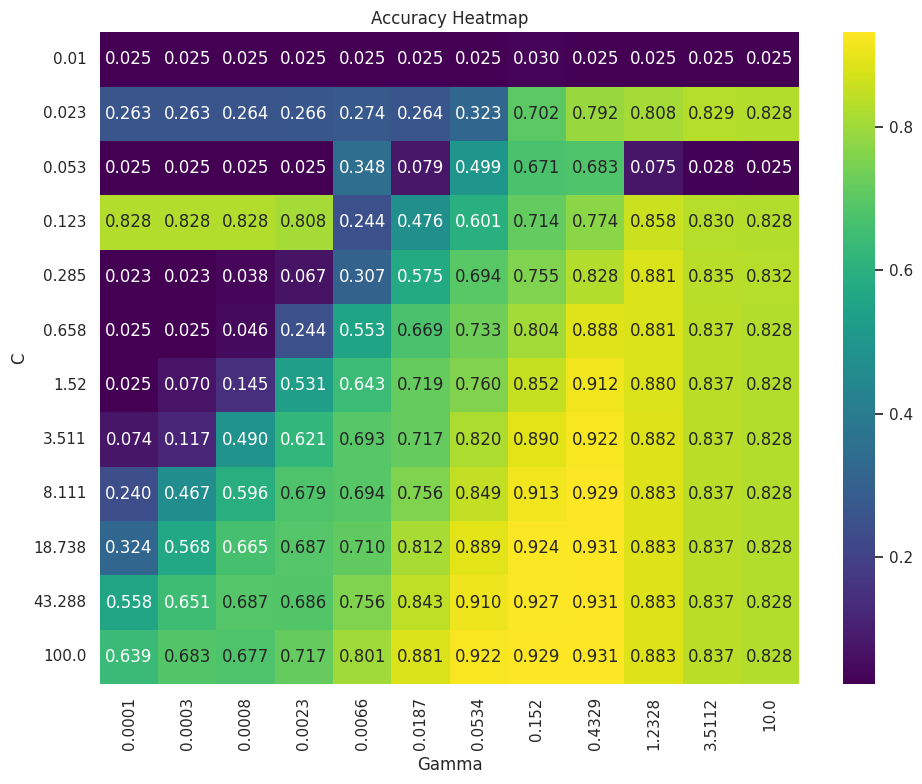 Accuracy Heatmap
0.01 0.025 0.025 0.025 0.025 0.025 0.025 0.025 0.030 0.025 0.025 0.025 0.025
0.023 0.263 0.263 0.264 0.266 0.274 0.264 0.323 0.702 0.792 0.808 0.829 0.828
0.053 0.025 0.025 0.025 0.025 0.348 0.079 0.499 0.671 0.683 0.075 0.028 0.025
0.123 0.828 0.828 0.828 0.808 0.244 0.476 0.601 0.714 0.774 0.858 0.830 0.828
0.285 0.023 0.023 0.038 0.067 0.307 0.575 0.694 0.755 0.828 0.881 0.835 0.832
0.658 0.025 0.025 0.046 0.244 0.553 0.669 0.733 0.804 0.888 0.881 0.837 0.828
1.52 0.025 0.070 0.145 0.531 0.643 0.719 0.760 0.852 0.912 0.880 0.837 0.828
3.511 0.074 0.117 0.490 0.621 0.693 0.717 0.820 0.890 0.922 0.882 0.837 0.828
8.111 0.240 0.467 0.596 0.679 0.694 0.756 0.849 0.913 0.929 0.883 0.837 0.828
18.738 0.324 0.568 0.665 0.687 0.710 0.812 0.889 0.924 0.931 0.883 0.837 0.828
43.288 0.558 0.651 0.687 0.686 0.756 0.843 0.910 0.927 0.931 0.883 0.837 0.828
100.0 0.639 0.683 0.677 0.717 0.801 0.881 0.922 0.929 0.931 0.883 0.837 0.828
C
0.0001 0.0003 0.0008 0.0023 0.0066 0.0187 0.0534 0.152 0.4329 1.2328 3.5112 10.0
Gamma
0.8
0.6
0.4
0.2